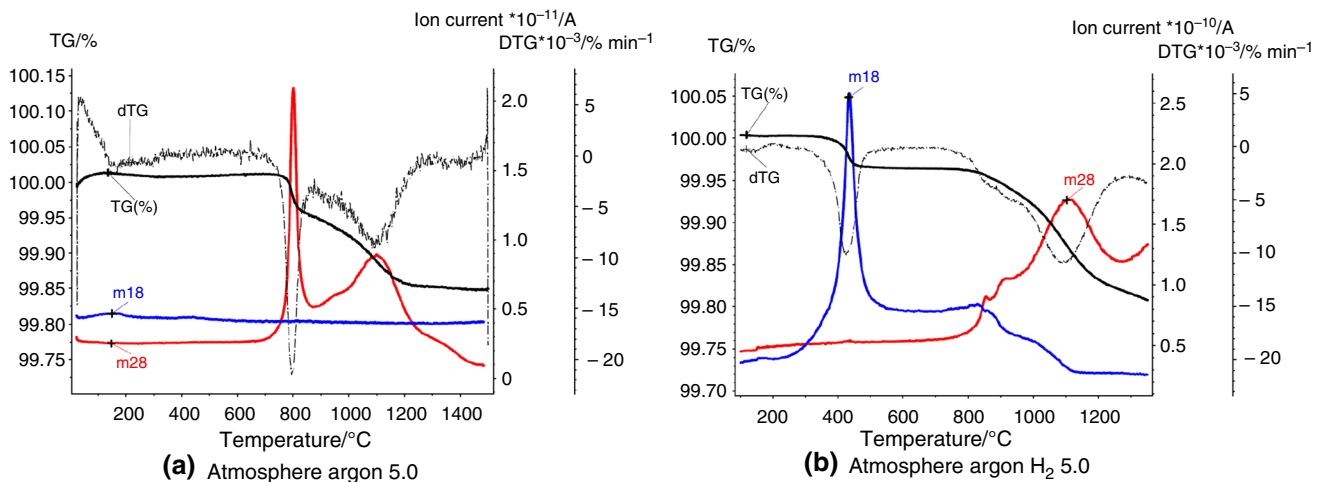 Ion current *10⁻¹¹/A
TG/%
DTG*10⁻³/% min⁻¹
100.15
100.10
100.05
100.00
99.95
99.90
99.85
99.80
99.75
dTG
TG(%)
m18
m28
2.0
1.5
1.0
0.5
0
5
0
−5
−10
−15
−20
200 400 600 800 1000 1200 1400
Temperature/°C
(a) Atmosphere argon 5.0
Ion current *10⁻¹⁰/A
TG/%
DTG*10⁻³/% min⁻¹
100.05
100.00
99.95
99.90
99.85
99.80
99.75
99.70
TG(%)
dTG
m18
m28
2.5
2.0
1.5
1.0
0.5
5
0
−5
−10
−15
−20
200 400 600 800 1000 1200
Temperature/°C
(b) Atmosphere argon H₂ 5.0